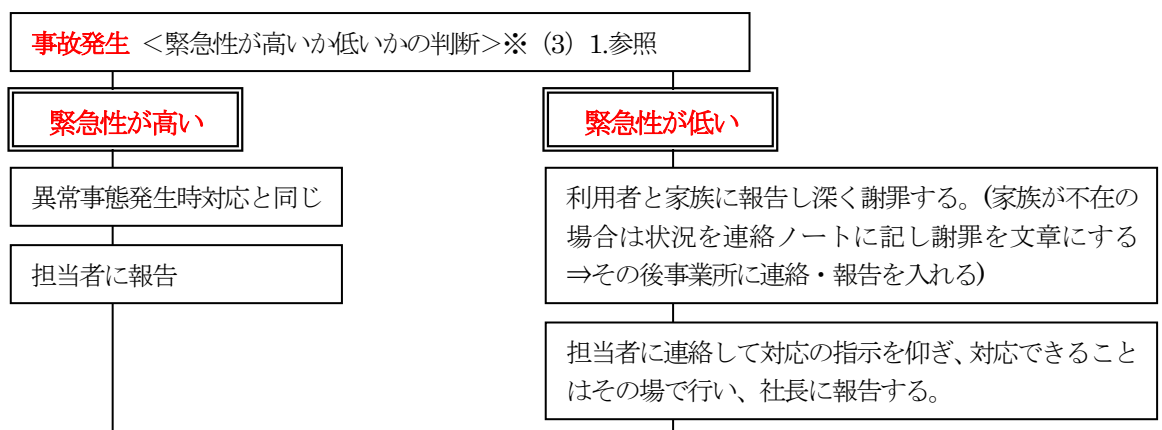 事故発生 <緊急性が高いか低いかの判断>※（3）1.参照
緊急性が高い
緊急性が低い
異常事態発生時対応と同じ
担当者に報告
利用者と家族に報告し深く謝罪する。(家族が不在の
場合は状況を連絡ノートに記し謝罪を文章にする
⇒その後事業所に連絡・報告を入れる)
担当者に連絡して対応の指示を仰ぎ、対応できること
はその場で行い、社長に報告する。